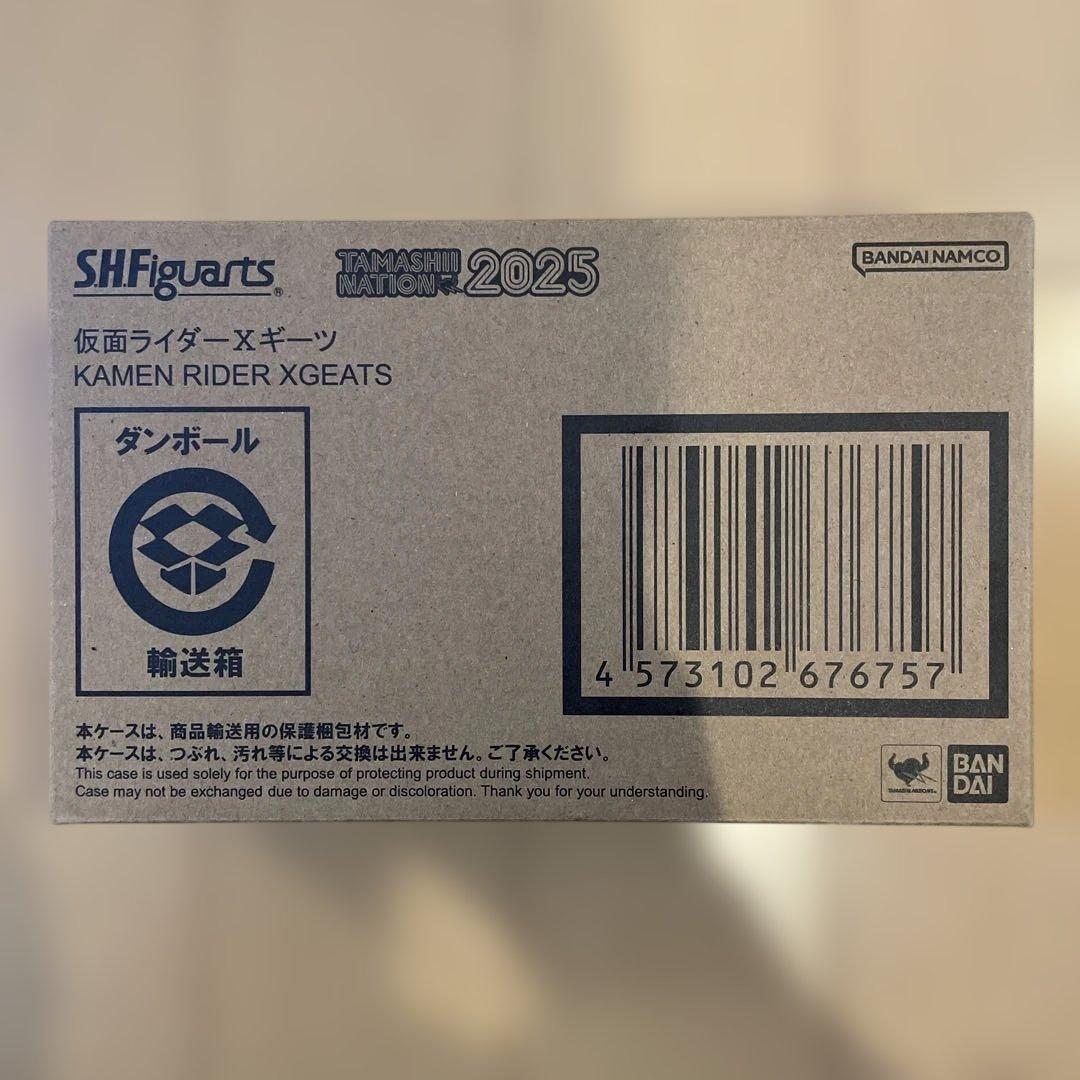 S.H.Figuarts®
TAMASHII NATION 2025
BANDAI NAMCO
仮面ライダーXギーツ
KAMEN RIDER XGEATS
ダンボール
輸送箱
4 573102 676757
本ケースは、商品輸送用の保護梱包材です。
本ケースは、つぶれ、汚れ等による交換は出来ません。ご了承ください。
This case is used solely for the purpose of protecting product during shipment.
Case may not be exchanged due to damage or discoloration. Thank you for your understanding.
TAMASHII NATIONS
BAN
DAI